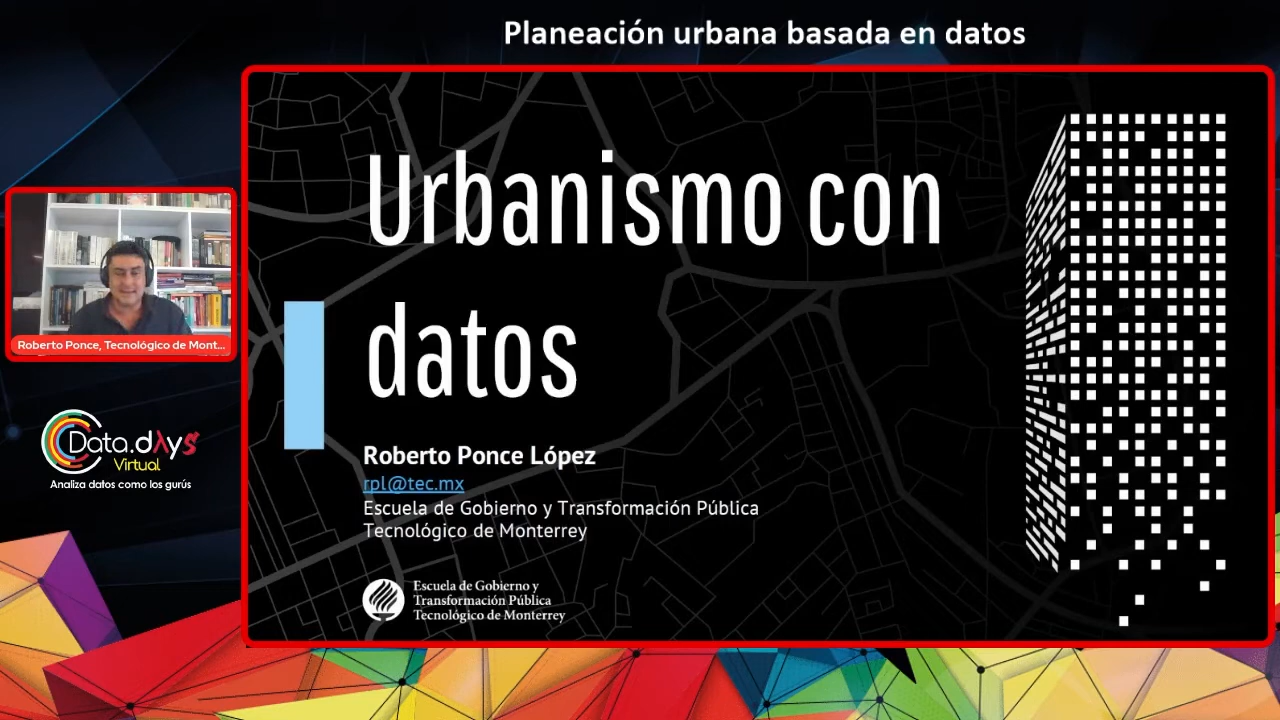 Planeación urbana basada en datos
Urbanismo con
datos
Roberto Ponce López
rpl@tec.mx
Escuela de Gobierno y Transformación Pública
Tecnológico de Monterrey
Escuela de Gobierno y
Transformación Pública
Tecnológico de Monterrey
Roberto Ponce, Tecnológico de Mont...
Data.dAyS
Virtual
Analiza datos como los gurús